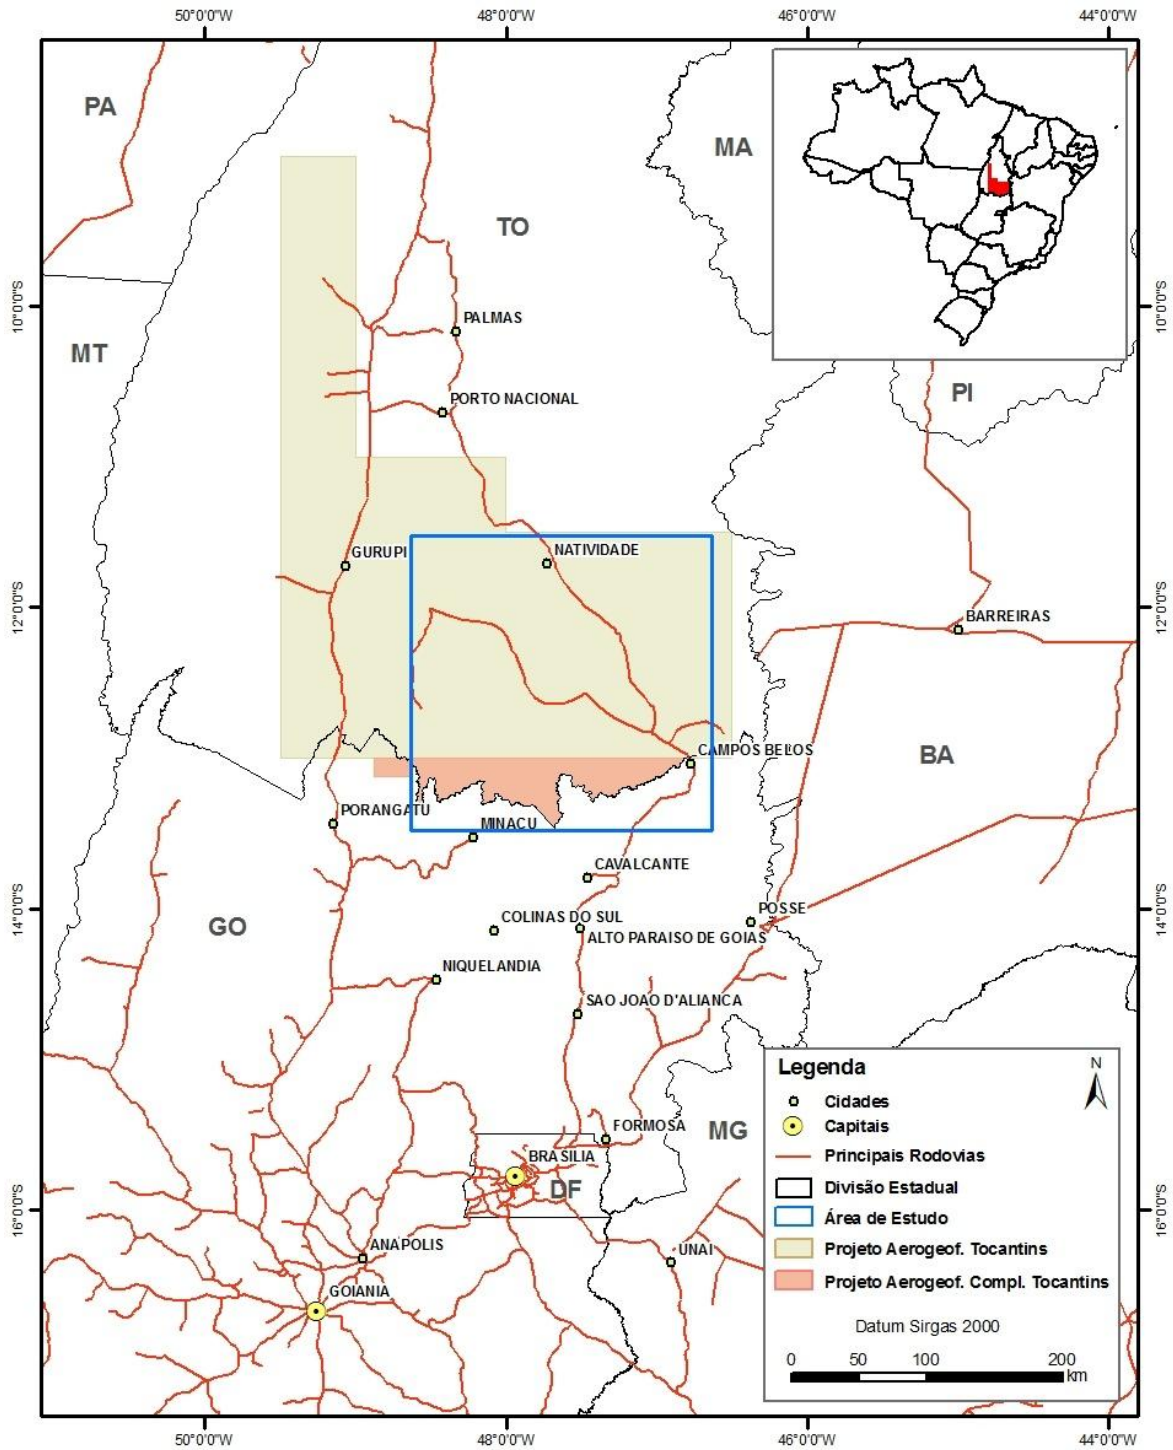 50°0'0"W 48°0'0"W 46°0'0"W 44°0'0"W
PA
MA
TO
10°0'0"S
10°0'0"S
PALMAS
MT
PI
PORTO NACIONAL
GURUPI
NATIVIDADE
12°0'0"S
12°0'0"S
BARREIRAS
CAMPOS BELOS
BA
PORANGATU
MINACU
CAVALCANTE
14°0'0"S
14°0'0"S
GO
COLINAS DO SUL
POSSE
ALTO PARAISO DE GOIAS
NIQUELANDIA
SAO JOAO D'ALIANCA
FORMOSA
MG
BRASILIA
DF
16°0'0"S
16°0'0"S
ANAPOLIS
UNAI
GOIANIA
Legenda
N
Cidades
Capitais
Principais Rodovias
Divisão Estadual
Área de Estudo
Projeto Aerogeof. Tocantins
Projeto Aerogeof. Compl. Tocantins
Datum Sirgas 2000
0 50 100 200
km
50°0'0"W 48°0'0"W 46°0'0"W 44°0'0"W